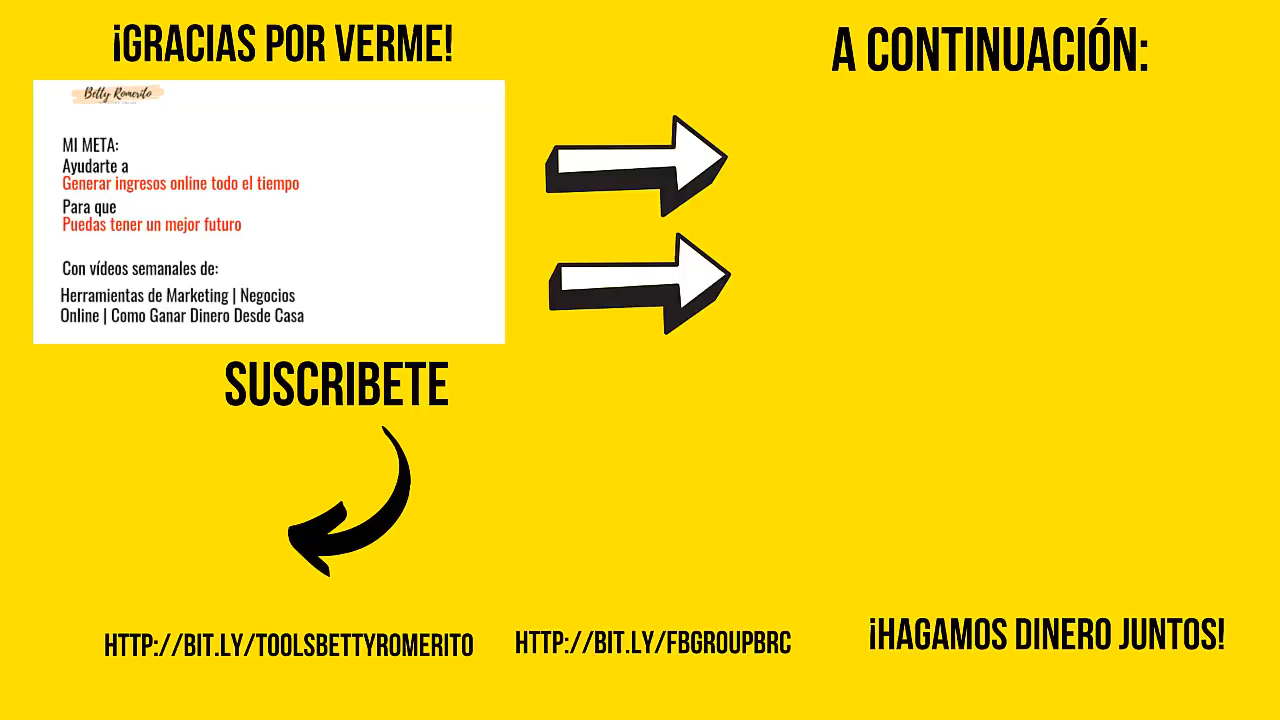 ¡GRACIAS POR VERME!
A CONTINUACIÓN:
Betty Romerito
MI META:
Ayudarte a
Generar ingresos online todo el tiempo
Para que
Puedas tener un mejor futuro
Con vídeos semanales de:
Herramientas de Marketing | Negocios
Online | Como Ganar Dinero Desde Casa
SUSCRIBETE
HTTP://BIT.LY/TOOLSBETTYROMERITO
HTTP://BIT.LY/FBGROUPBRC
¡HAGAMOS DINERO JUNTOS!